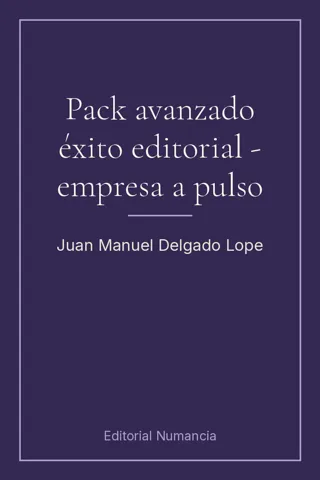 Pack avanzado
éxito editorial -
empresa a pulso
Juan Manuel Delgado Lope
Editorial Numancia